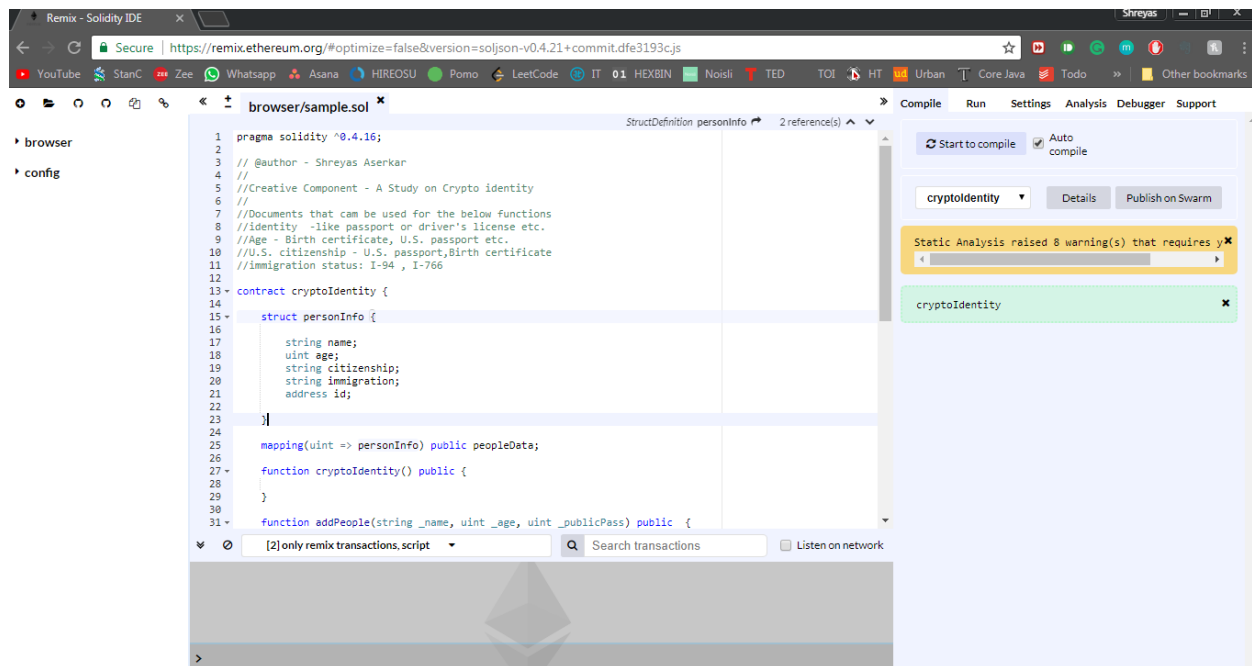 Remix - Solidity IDE
Shreyas
Secure https://remix.ethereum.org/#optimize=false&version=soljson-v0.4.21+commit.dfe3193c.js
YouTube StanC Zee Whatsapp Asana HIREOSU Pomo LeetCode IT 01 HEXBIN Noisli TED TOI HT Urban Core Java Todo » Other bookmarks
« browser/sample.sol »
Compile Run Settings Analysis Debugger Support
browser
config
StructDefinition personInfo 2 reference(s)
1 pragma solidity ^0.4.16;
2
3 // @author - Shreyas Aserkar
4 //
5 //Creative Component - A Study on Crypto identity
6 //
7 //Documents that cam be used for the below functions
8 //identity -like passport or driver's license etc.
9 //Age - Birth certificate, U.S. passport etc.
10 //U.S. citizenship - U.S. passport,Birth certificate
11 //immigration status: I-94 , I-766
12
13 contract cryptoIdentity {
14
15 struct personInfo {
16
17 string name;
18 uint age;
19 string citizenship;
20 string immigration;
21 address id;
22
23 }
24
25 mapping(uint => personInfo) public peopleData;
26
27 function cryptoIdentity() public {
28
29 }
30
31 function addPeople(string _name, uint _age, uint _publicPass) public {
Start to compile
Auto
compile
cryptoIdentity Details Publish on Swarm
Static Analysis raised 8 warning(s) that requires y
cryptoIdentity
[2] only remix transactions, script Search transactions Listen on network
>